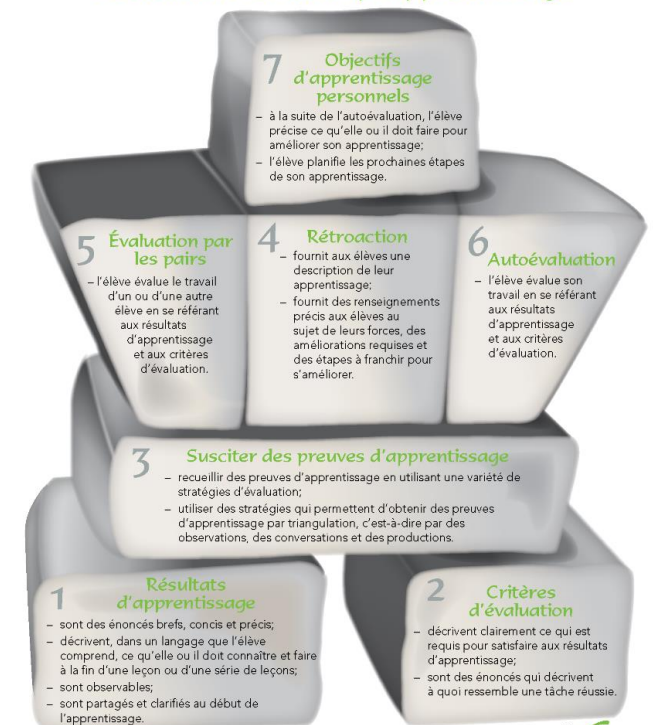 7
Objectifs
d'apprentissage
personnels
– à la suite de l'autoévaluation, l'élève
précise ce qu'elle ou il doit faire pour
améliorer son apprentissage;
– l'élève planifie les prochaines étapes
de son apprentissage.
5
Évaluation par
les pairs
– l'élève évalue le travail
d'un ou d'une autre
élève en se référant
aux résultats
d'apprentissage
et aux critères
d'évaluation.
4
Rétroaction
– fournit aux élèves une
description de leur
apprentissage;
– fournit des renseignements
précis aux élèves au
sujet de leurs forces, des
améliorations requises et
des étapes à franchir pour
s'améliorer.
6
Autoévaluation
– l'élève évalue son
travail en se référant
aux résultats
d'apprentissage
et aux critères
d'évaluation.
3
Susciter des preuves d'apprentissage
– recueillir des preuves d'apprentissage en utilisant une variété de
stratégies d'évaluation;
– utiliser des stratégies qui permettent d'obtenir des preuves
d'apprentissage par triangulation, c'est-à-dire par des
observations, des conversations et des productions.
1
Résultats
d'apprentissage
– sont des énoncés brefs, concis et précis;
– décrivent, dans un langage que l'élève
comprend, ce qu'elle ou il doit connaître et faire
à la fin d'une leçon ou d'une série de leçons;
– sont observables;
– sont partagés et clarifiés au début de
l'apprentissage.
2
Critères
d'évaluation
– décrivent clairement ce qui est
requis pour satisfaire aux résultats
d'apprentissage;
– sont des énoncés qui décrivent
à quoi ressemble une tâche réussie.